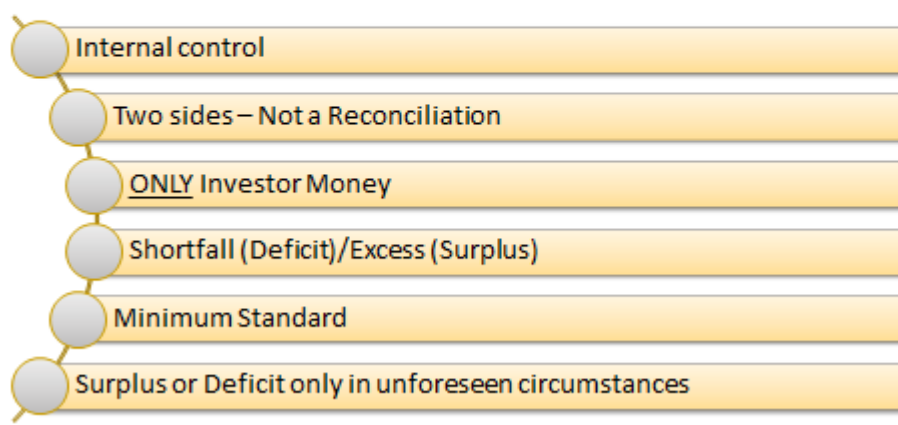 Internal control
Two sides – Not a Reconciliation
ONLY Investor Money
Shortfall (Deficit)/Excess (Surplus)
Minimum Standard
Surplus or Deficit only in unforeseen circumstances